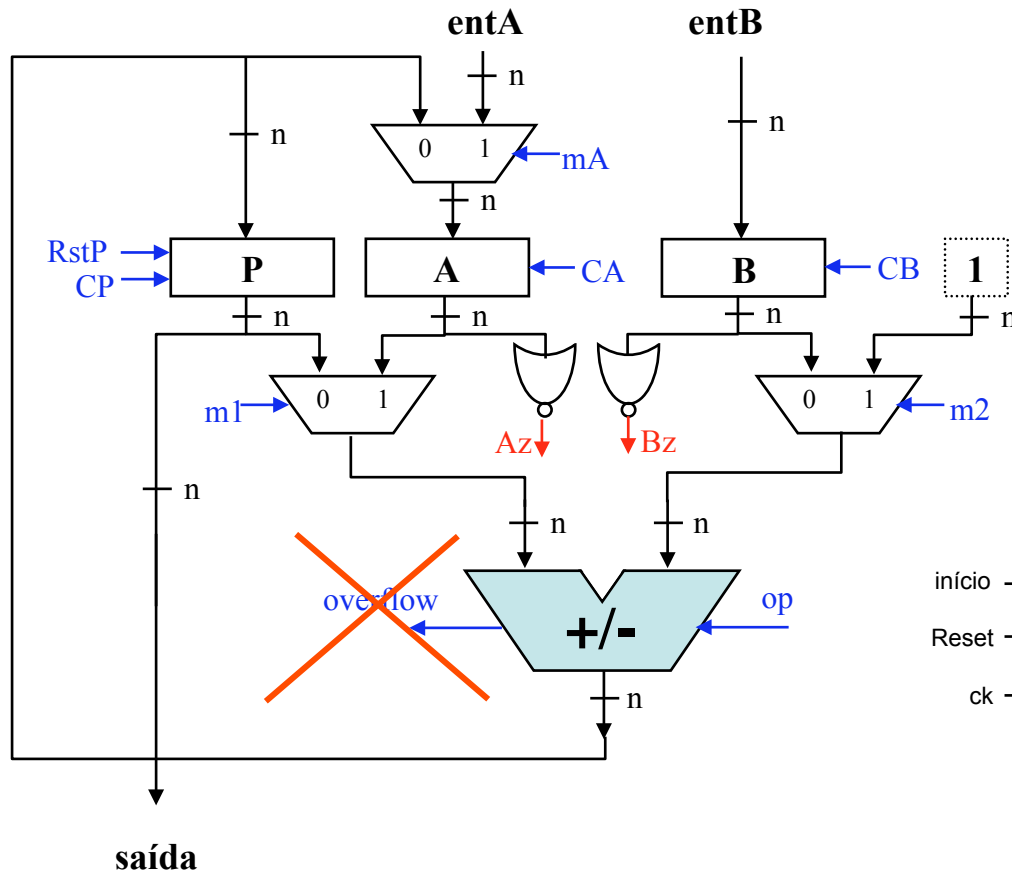 entA entB
n
n n
0 1 mA
n
RstP
CP P A CA B CB 1
n n n n
m1 0 1 0 1 m2
Az Bz
n
n n
overflow op início
+/- Reset
n ck
saída